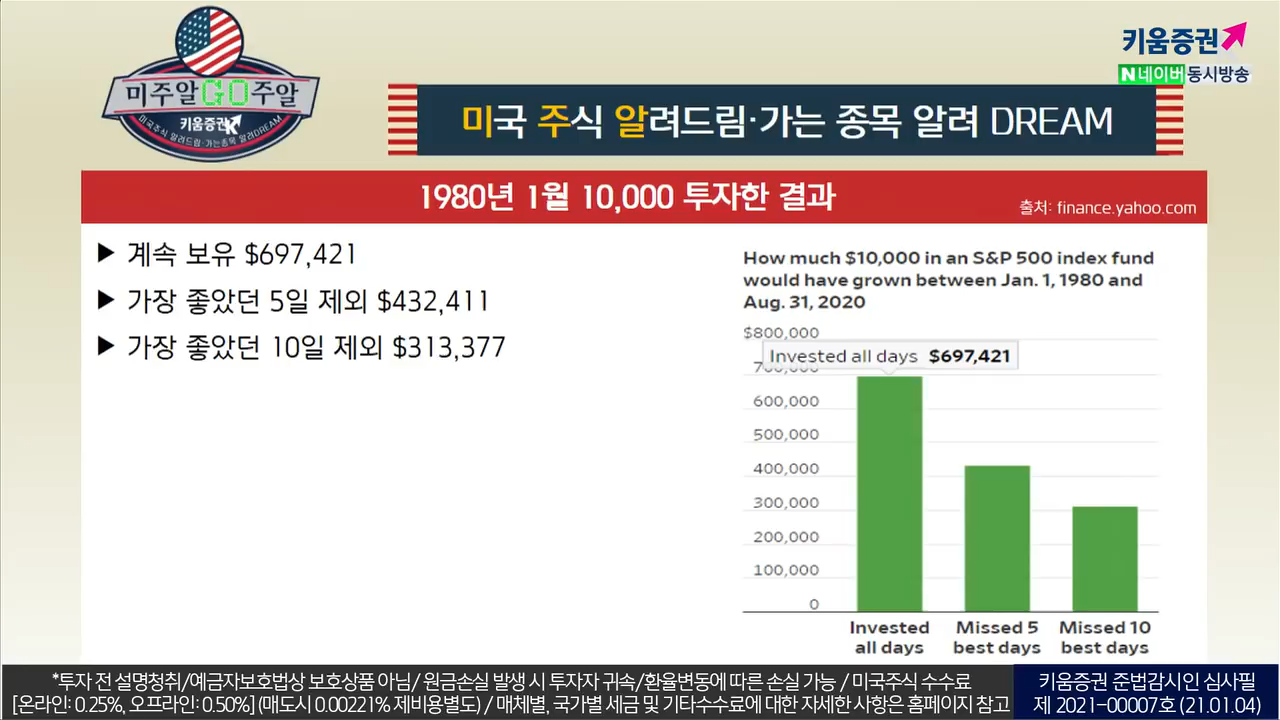 미주알GO주알
키움증권
미국주식 알려드림·가는종목 알려DREAM
키움증권
N네이버 동시방송
미국 주식 알려드림·가는 종목 알려 DREAM
1980년 1월 10,000 투자한 결과
출처: finance.yahoo.com
▶ 계속 보유 $697,421
▶ 가장 좋았던 5일 제외 $432,411
▶ 가장 좋았던 10일 제외 $313,377
How much $10,000 in an S&P 500 index fund
would have grown between Jan. 1, 1980 and
Aug. 31, 2020
$800,000
Invested all days $697,421
700,000
600,000
500,000
400,000
300,000
200,000
100,000
0
Invested all days
Missed 5 best days
Missed 10 best days
*투자 전 설명청취/예금자보호법상 보호상품 아님/ 원금손실 발생 시 투자자 귀속/환율변동에 따른 손실 가능 / 미국주식 수수료
[온라인: 0.25%, 오프라인: 0.50%] (매도시 0.00221% 제비용별도) / 매체별, 국가별 세금 및 기타수수료에 대한 자세한 사항은 홈페이지 참고
키움증권 준법감시인 심사필
제 2021-00007호 (21.01.04)